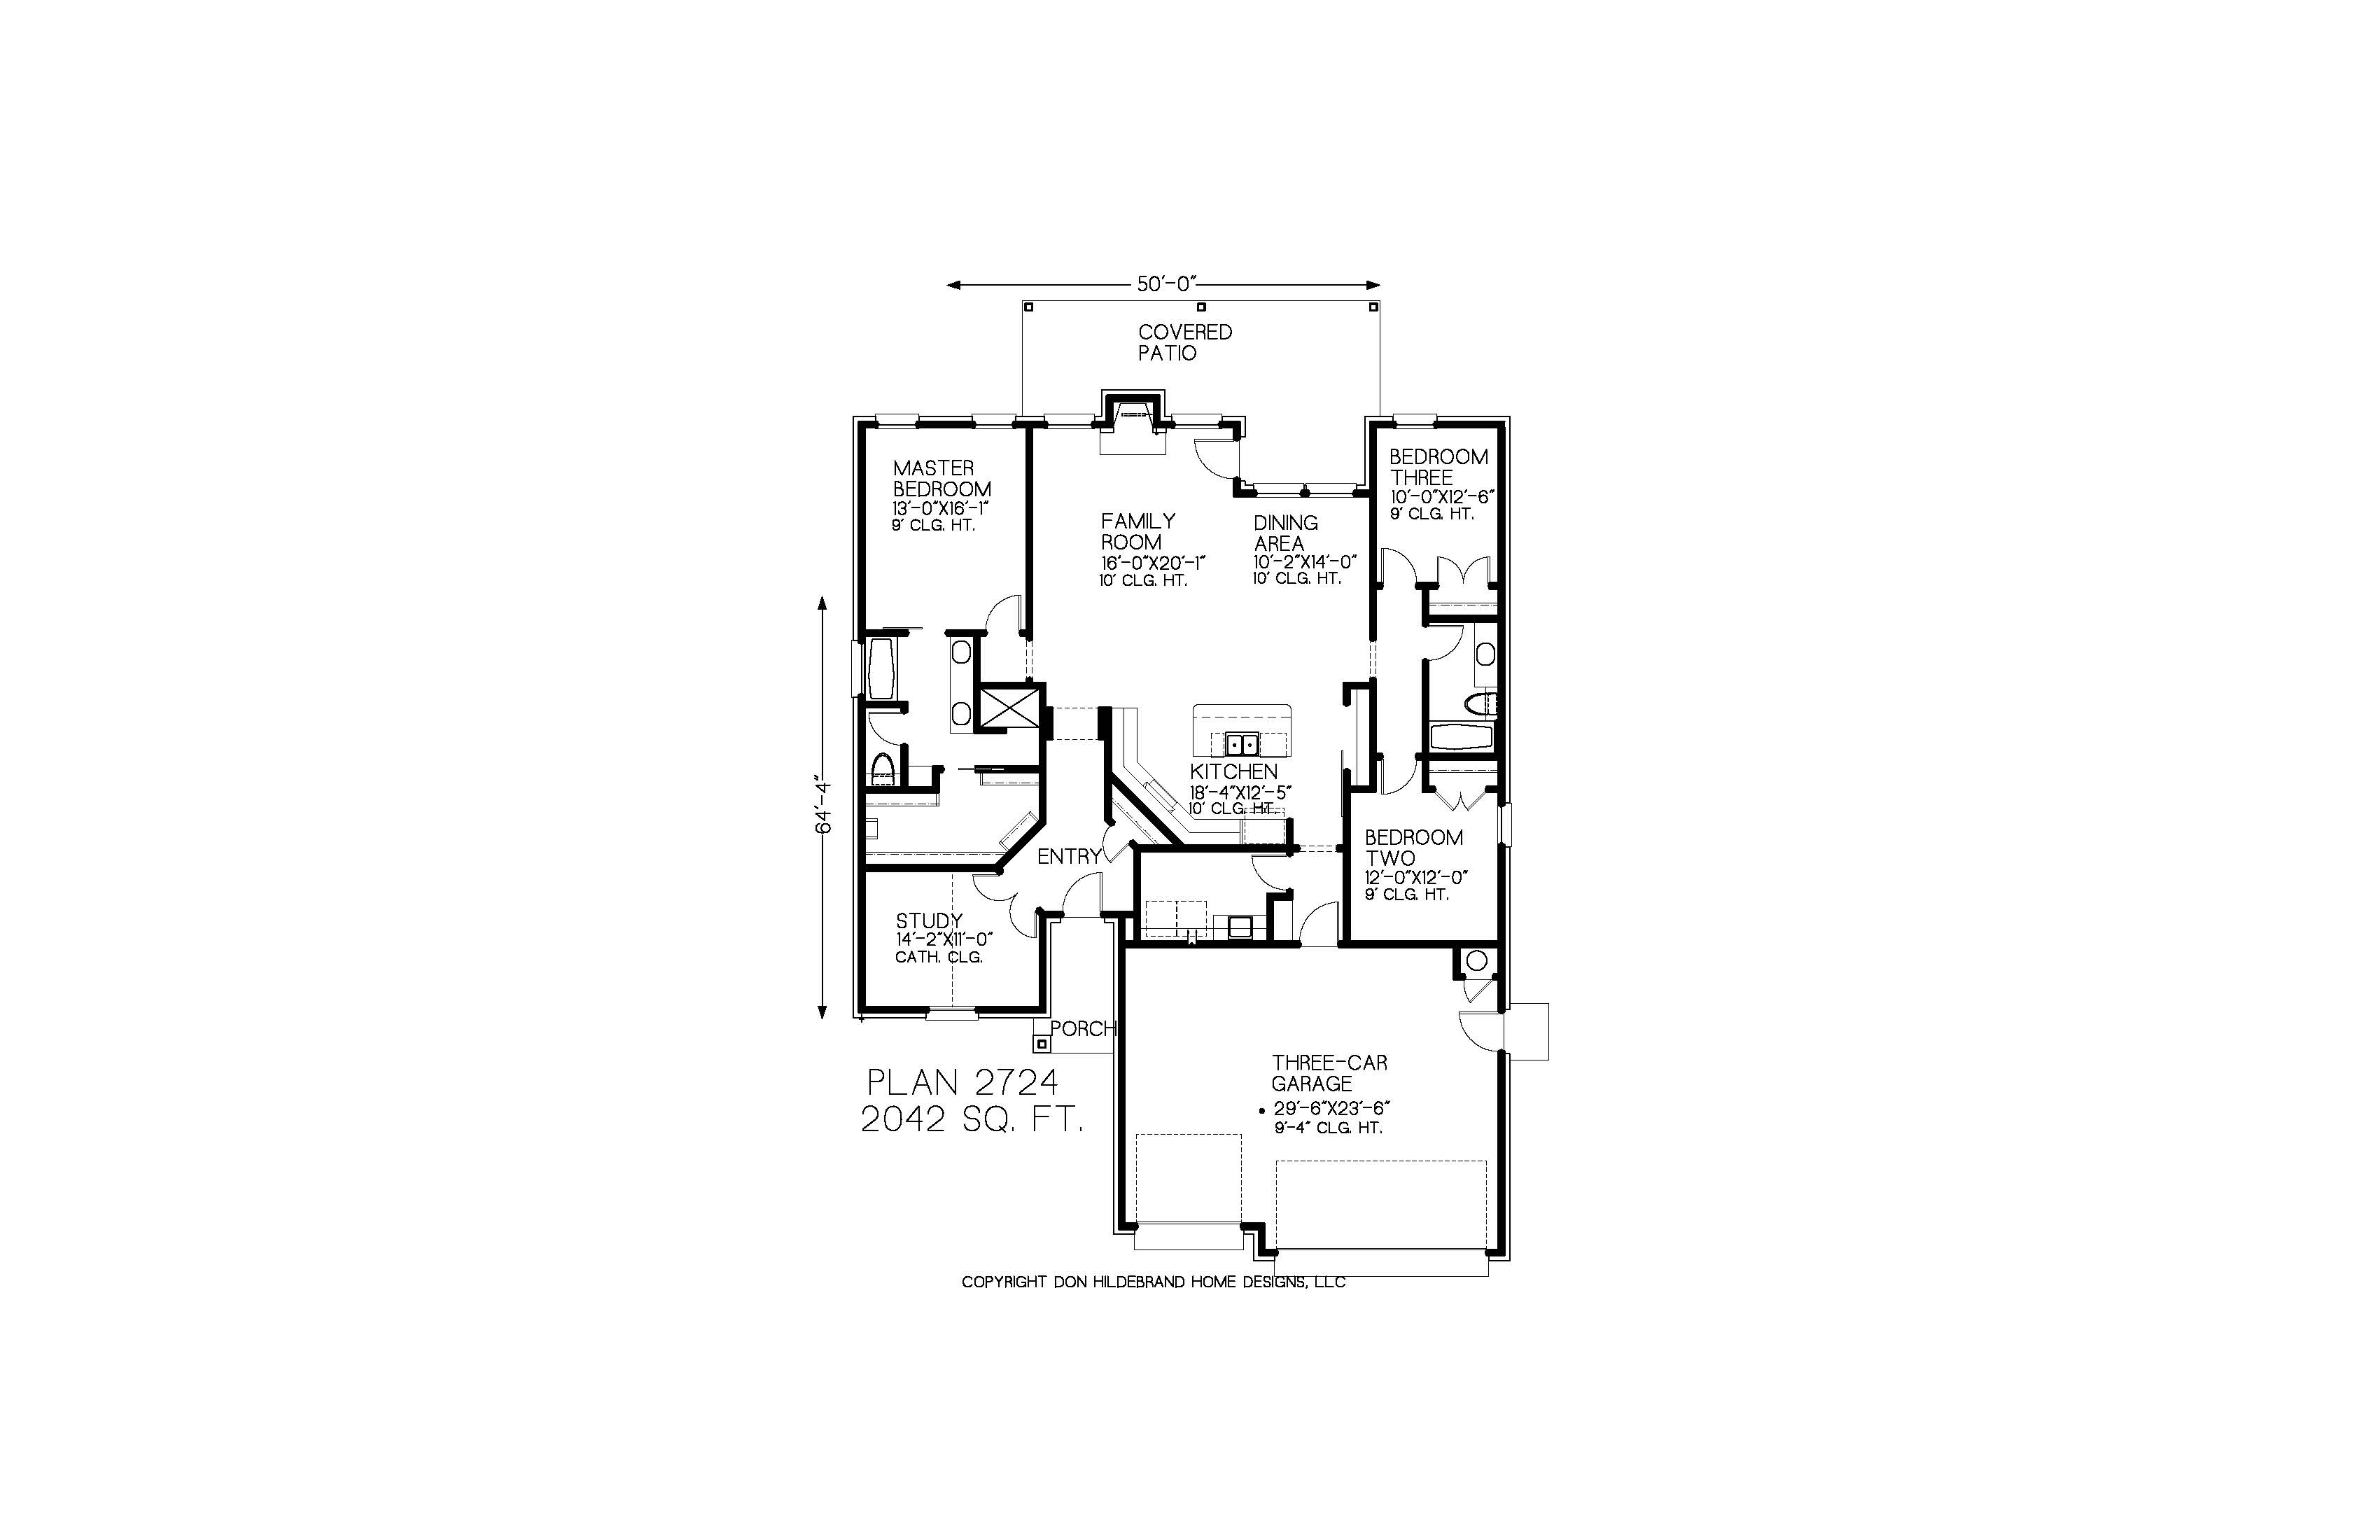 50'-0"
COVERED
PATIO
MASTER
BEDROOM
13'-0"X16'-1"
9' CLG. HT.
FAMILY
ROOM
16'-0"X20'-1"
10' CLG. HT.
DINING
AREA
10'-2"X14'-0"
10' CLG. HT.
BEDROOM
THREE
10'-0"X12'-6"
9' CLG. HT.
64'-4"
KITCHEN
18'-4"X12'-5"
10' CLG. HT.
ENTRY
BEDROOM
TWO
12'-0"X12'-0"
9' CLG. HT.
STUDY
14'-2"X11'-0"
CATH. CLG.
PORCH
PLAN 2724
2042 SQ. FT.
THREE-CAR
GARAGE
29'-6"X23'-6"
9'-4" CLG. HT.
COPYRIGHT DON HILDEBRAND HOME DESIGNS, LLC